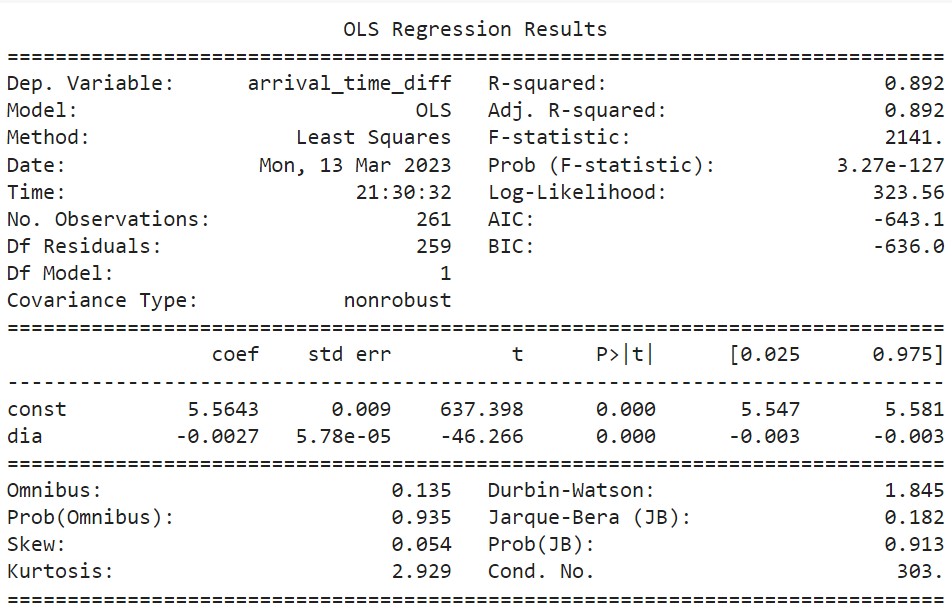 OLS Regression Results
==============================================================================
Dep. Variable:      arrival_time_diff   R-squared:                       0.892
Model:                            OLS   Adj. R-squared:                  0.892
Method:                 Least Squares   F-statistic:                     2141.
Date:                Mon, 13 Mar 2023   Prob (F-statistic):          3.27e-127
Time:                        21:30:32   Log-Likelihood:                 323.56
No. Observations:                 261   AIC:                            -643.1
Df Residuals:                     259   BIC:                            -636.0
Df Model:                           1
Covariance Type:            nonrobust
==============================================================================
                 coef    std err          t      P>|t|      [0.025      0.975]
------------------------------------------------------------------------------
const          5.5643      0.009    637.398      0.000       5.547       5.581
dia           -0.0027   5.78e-05    -46.266      0.000      -0.003      -0.003
==============================================================================
Omnibus:                        0.135   Durbin-Watson:                   1.845
Prob(Omnibus):                  0.935   Jarque-Bera (JB):                0.182
Skew:                           0.054   Prob(JB):                        0.913
Kurtosis:                       2.929   Cond. No.                         303.
==============================================================================